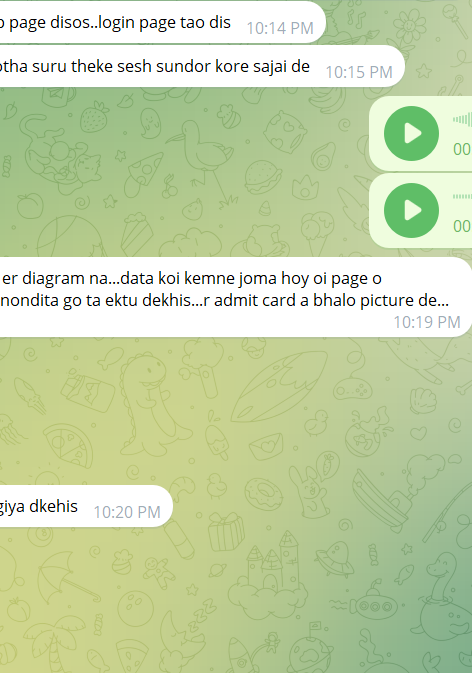 page disos..login page tao dis
10:14 PM
suru theke sesh sundor kore sajai de
10:15 PM
00
00
er diagram na...data koi kemne joma hoy oi page o
nondita go ta ektu dekhis...r admit card a bhalo picture de...
10:19 PM
dkehis
10:20 PM